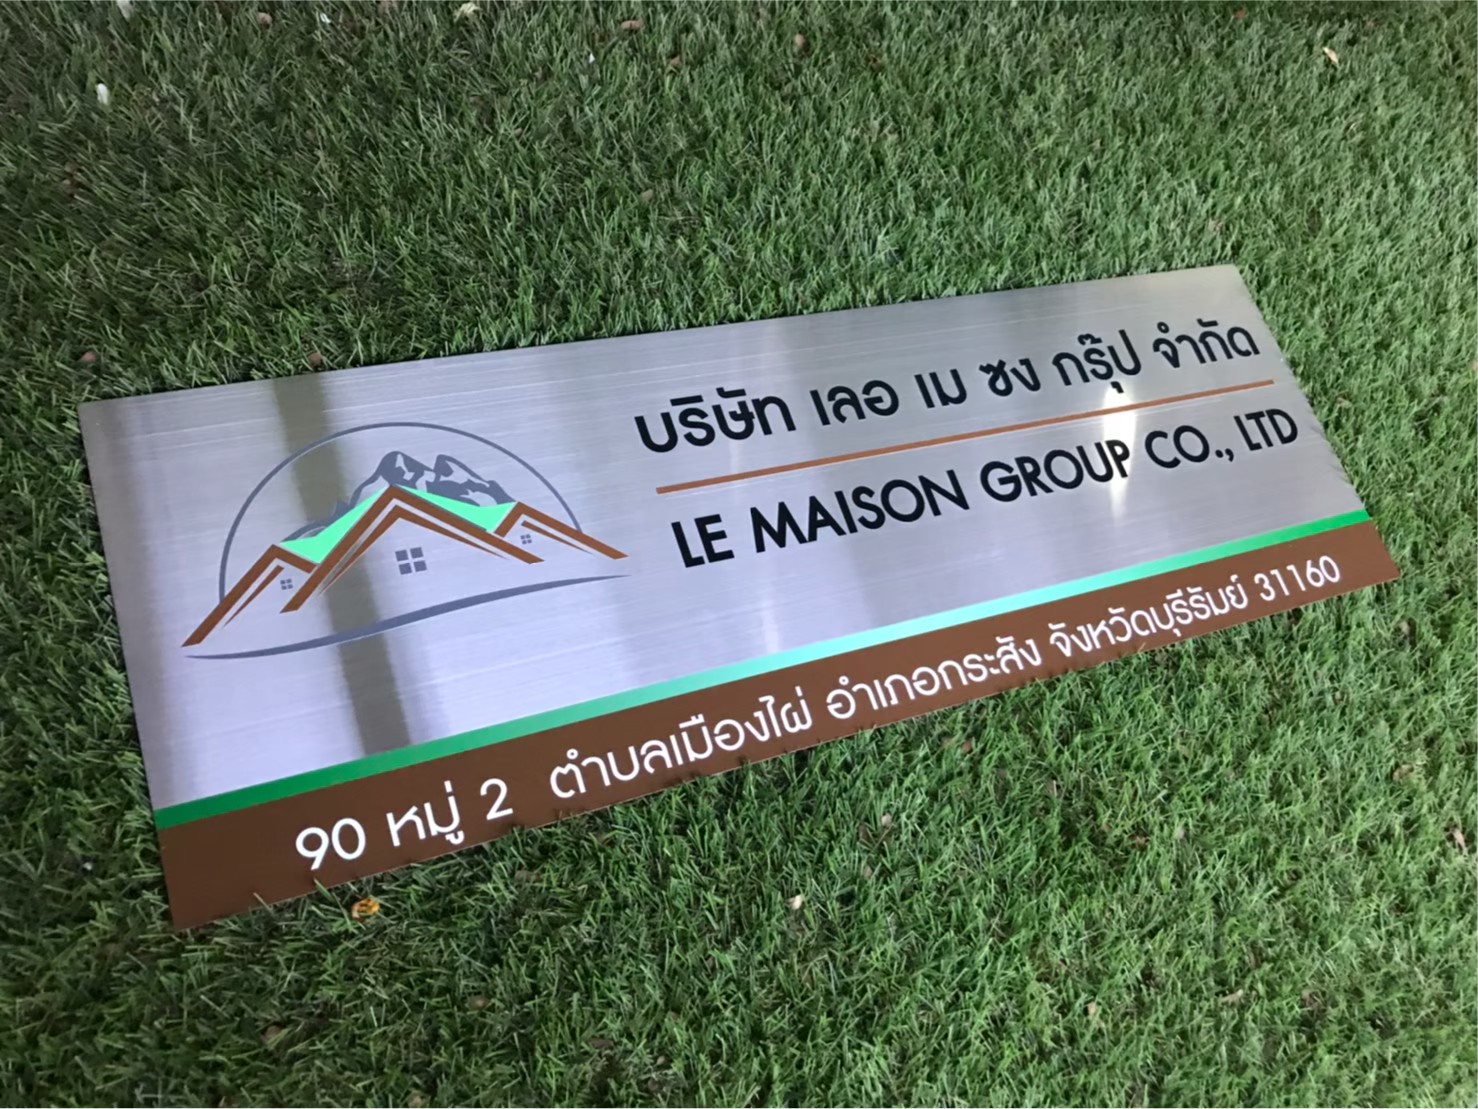 บริษัท เลอ เม ซง กรุ๊ป จำกัด
LE MAISON GROUP CO., LTD
90 หมู่ 2 ตำบลเมืองไผ่ อำเภอกระสัง จังหวัดบุรีรัมย์ 31160